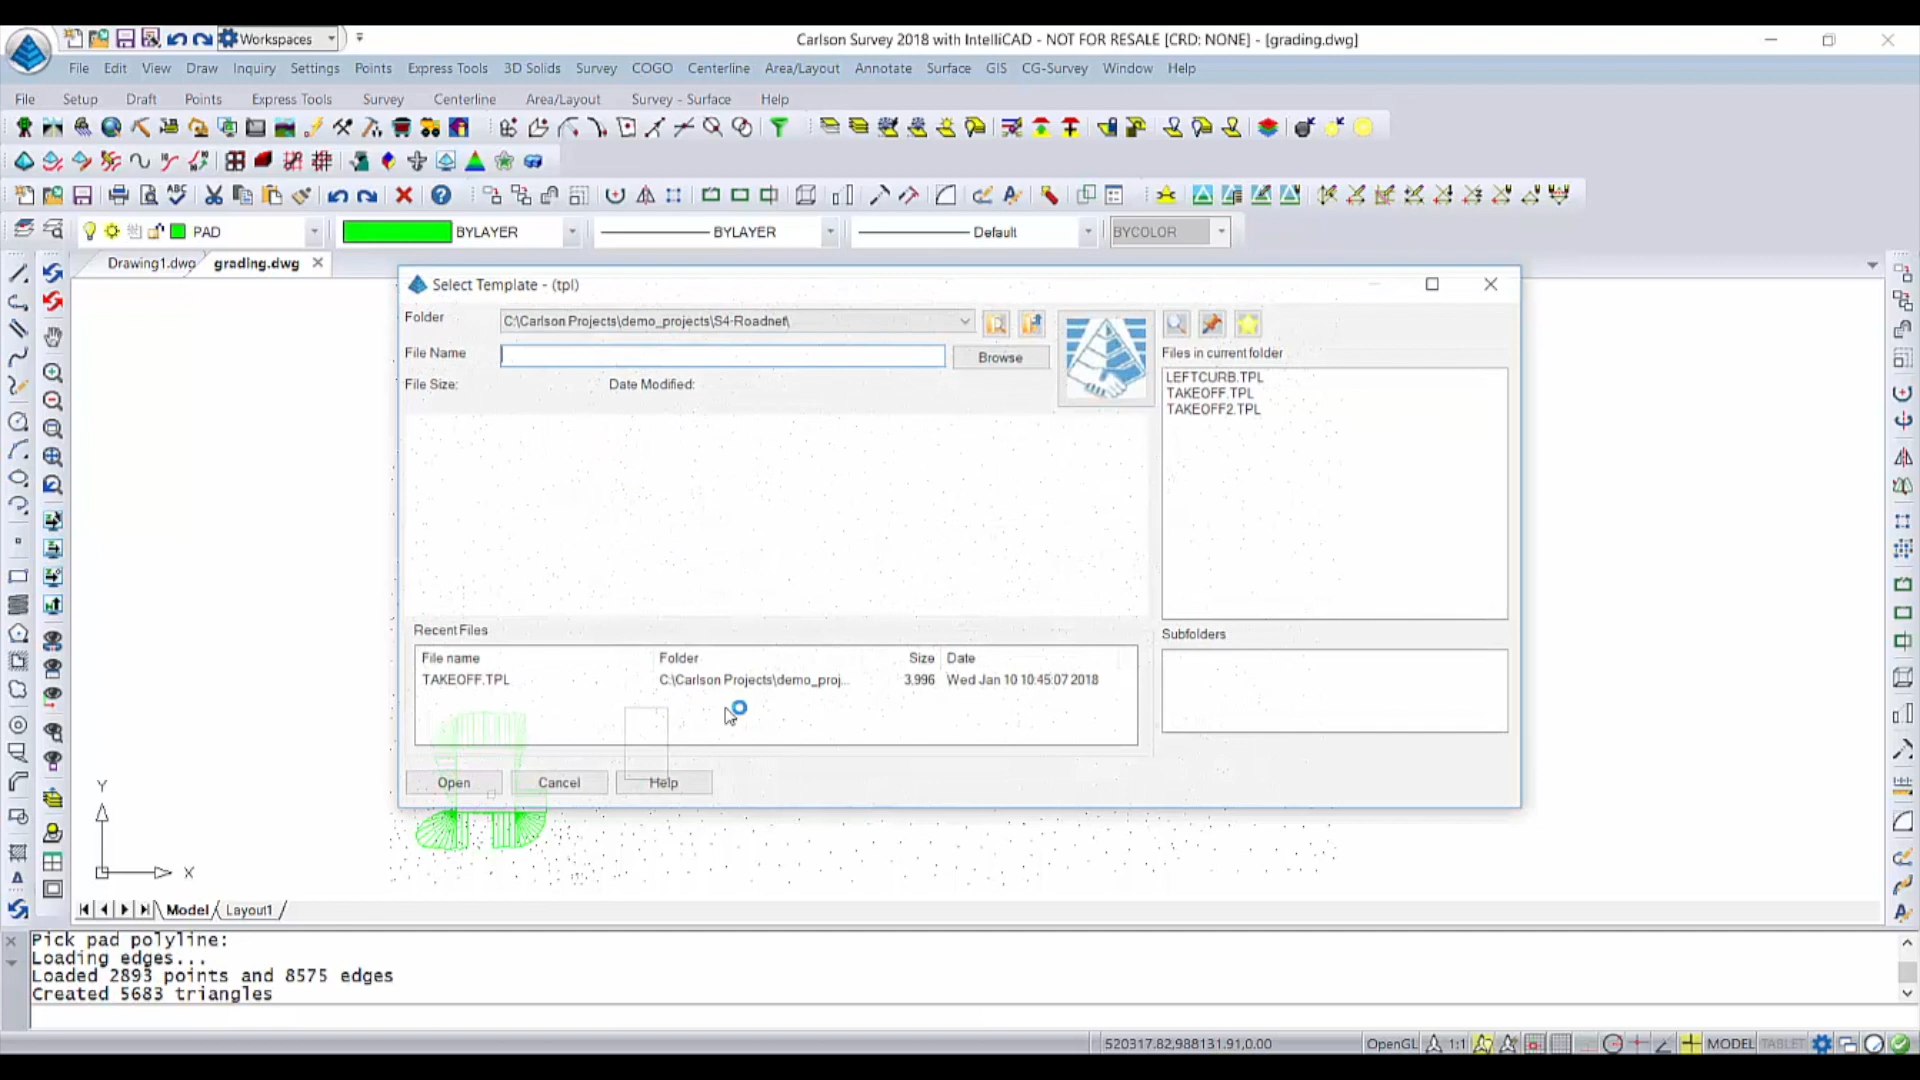 Workspaces
Carlson Survey 2018 with IntelliCAD - NOT FOR RESALE [CRD: NONE] - [grading.dwg]
File Edit View Draw Inquiry Settings Points Express Tools 3D Solids Survey COGO Centerline Area/Layout Annotate Surface GIS CG-Survey Window Help
File Setup Draft Points Express Tools Survey Centerline Area/Layout Survey - Surface Help
PAD BYLAYER BYLAYER Default BYCOLOR
Drawing1.dwg grading.dwg
Select Template - (tpl)
Folder C:\Carlson Projects\demo_projects\S4-Roadnet\
File Name Browse
File Size: Date Modified:
Files in current folder
LEFTCURB.TPL
TAKEOFF.TPL
TAKEOFF2.TPL
Recent Files
File name Folder Size Date
TAKEOFF.TPL C:\Carlson Projects\demo_proj... 3,996 Wed Jan 10 10:45:07 2018
Subfolders
Open Cancel Help
Y
X
Model Layout1
Pick pad polyline:
Loading edges...
Loaded 2893 points and 8575 edges
Created 5683 triangles
520317.82,988131.91,0.00 OpenGL 1:1 MODEL TABLET